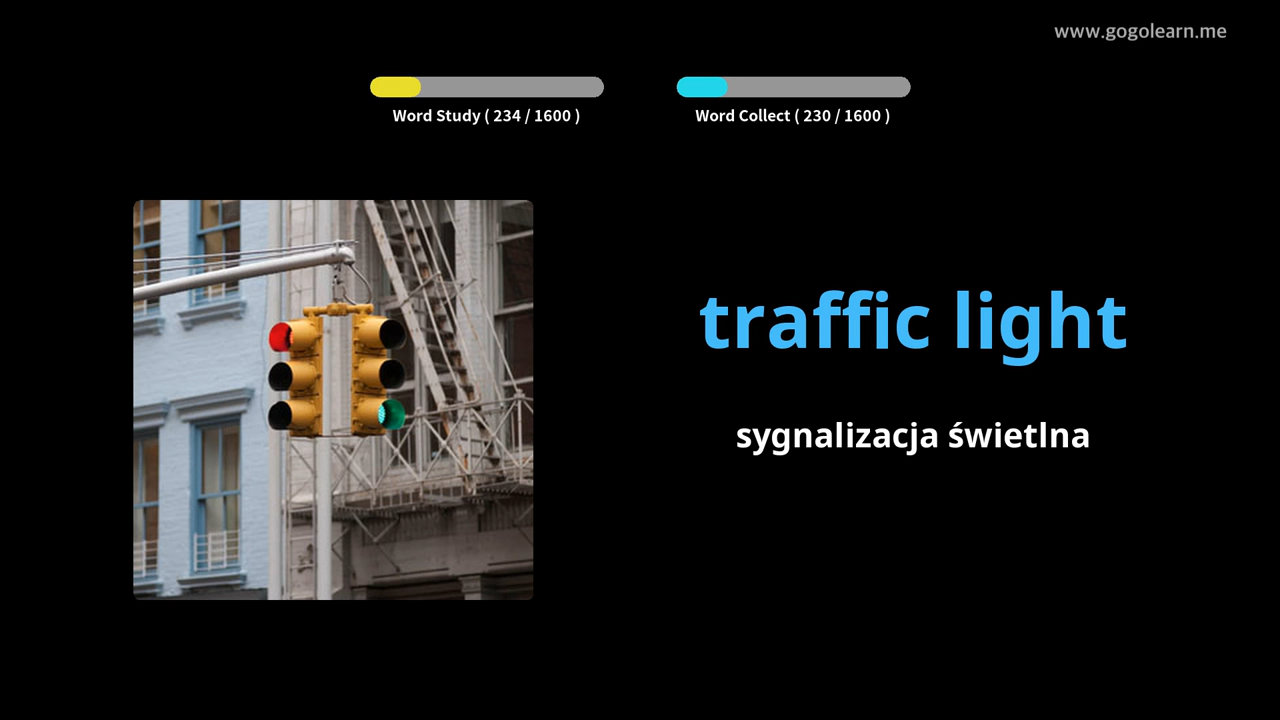 www.gogolearn.me
Word Study ( 234 / 1600 )
Word Collect ( 230 / 1600 )
traffic light
sygnalizacja świetlna